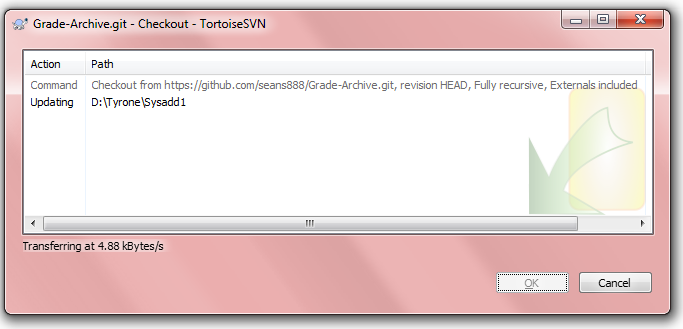 Grade-Archive.git - Checkout - TortoiseSVN
Action Path
Command Checkout from https://github.com/seans888/Grade-Archive.git, revision HEAD, Fully recursive, Externals included
Updating D:\Tyrone\Sysadd1
Transferring at 4.88 kBytes/s
OK Cancel